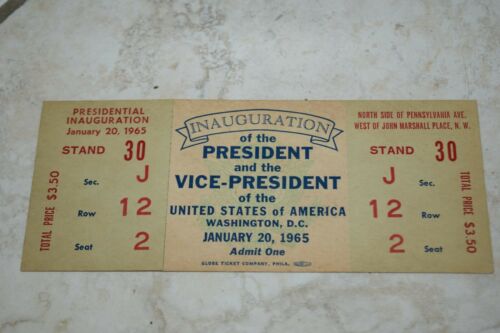 PRESIDENTIAL
INAUGURATION
January 20, 1965
STAND 30
Sec. J
Row 12
Seat 2
TOTAL PRICE $3.50
INAUGURATION
of the
PRESIDENT
and the
VICE-PRESIDENT
of the
UNITED STATES of AMERICA
WASHINGTON, D.C.
JANUARY 20, 1965
Admit One
GLOBE TICKET COMPANY, PHILA.
NORTH SIDE OF PENNSYLVANIA AVE.
WEST OF JOHN MARSHALL PLACE, N.W.
STAND 30
Sec. J
Row 12
Seat 2
TOTAL PRICE $3.50